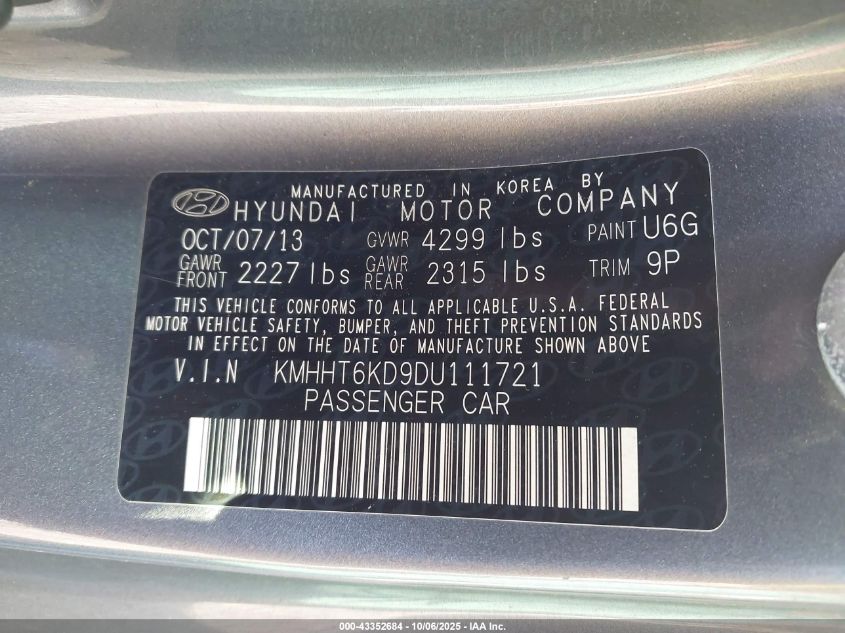 MANUFACTURED IN KOREA BY
HYUNDAI MOTOR COMPANY
OCT/07/13 GVWR 4299 lbs PAINT U6G
GAWR FRONT 2227 lbs GAWR REAR 2315 lbs TRIM 9P
THIS VEHICLE CONFORMS TO ALL APPLICABLE U.S.A. FEDERAL
MOTOR VEHICLE SAFETY, BUMPER, AND THEFT PREVENTION STANDARDS
IN EFFECT ON THE DATE OF MANUFACTURE SHOWN ABOVE
V.I.N KMHHT6KD9DU111721
PASSENGER CAR
000-43352684 - 10/06/2025 - IAA Inc.